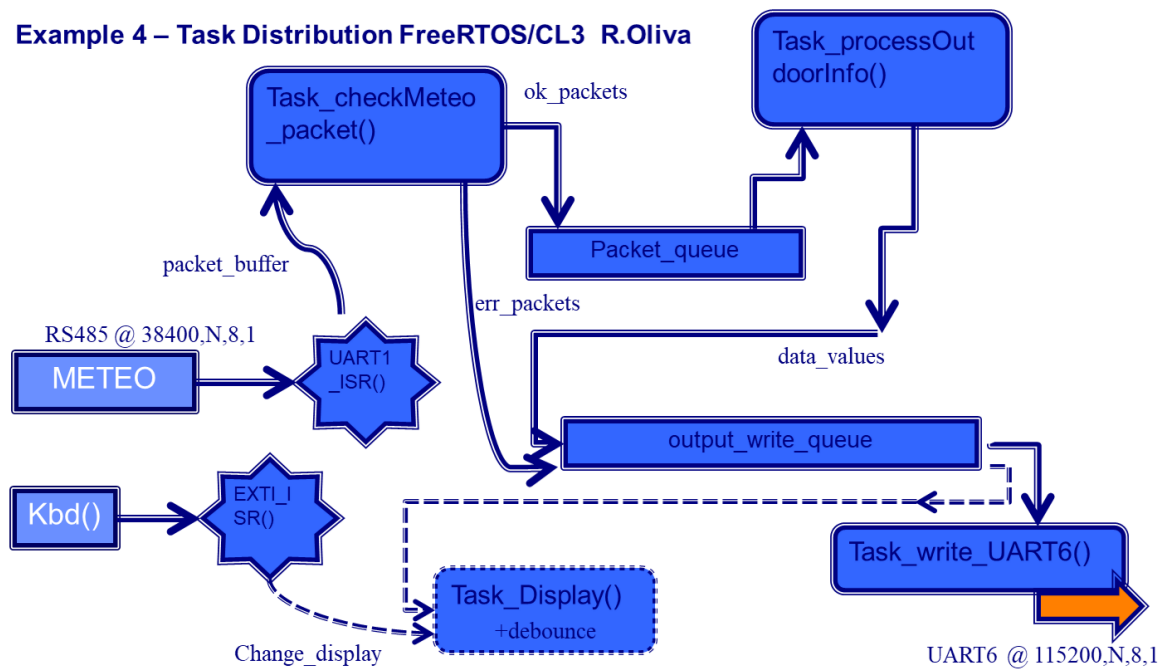 Example 4 – Task Distribution FreeRTOS/CL3  R.Oliva
Task_processOut
doorInfo()
Task_checkMeteo
_packet()
ok_packets
Packet_queue
packet_buffer
err_packets
RS485 @ 38400,N,8,1
METEO
UART1
_ISR()
data_values
output_write_queue
Kbd()
EXTI_I
SR()
Task_write_UART6()
Task_Display()
+debounce
Change_display
UART6  @ 115200,N,8,1